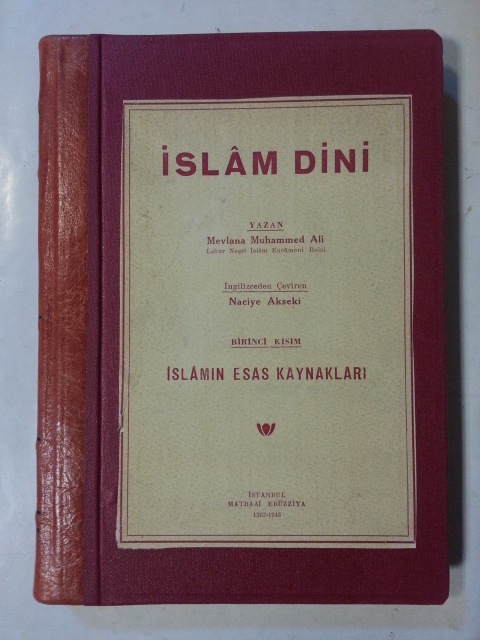 İSLÂM DİNİ
YAZAN
Mevlana Muhammed Ali
Lahur Neşri İslâm Encümeni Reisi
İngilizceden Çeviren
Naciye Akseki
BİRİNCİ KISIM
İSLÂMIN ESAS KAYNAKLARI
İSTANBUL
MATBAAİ EBÜZZİYA